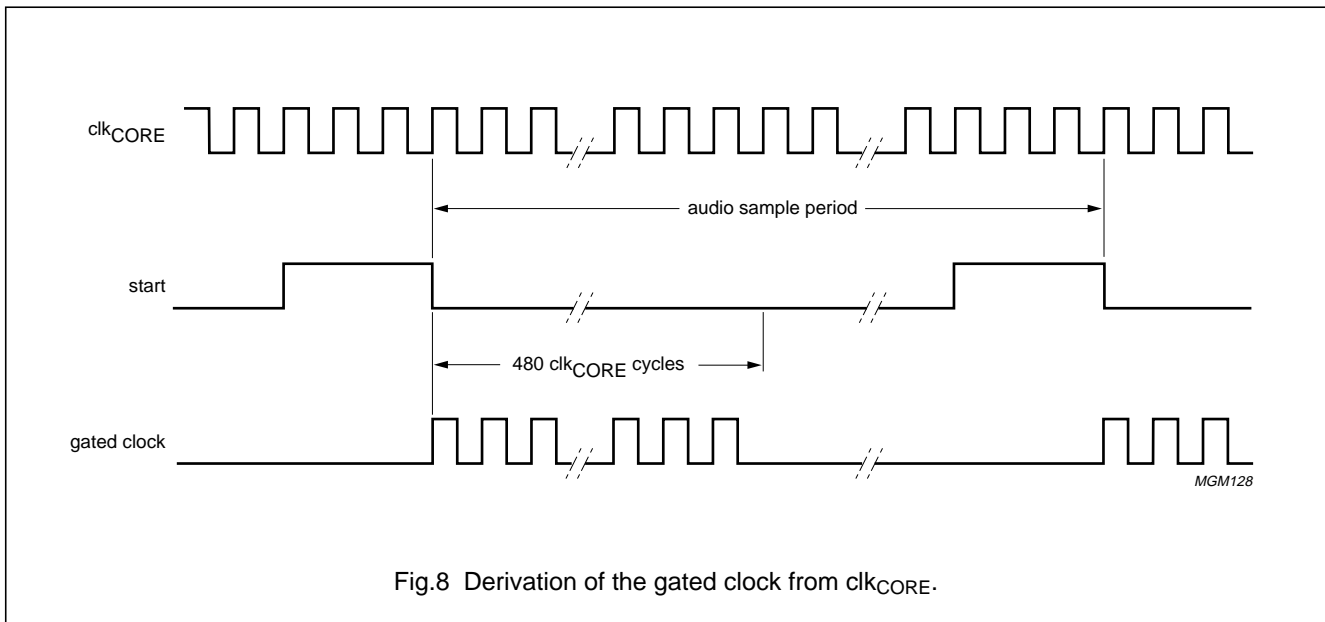 clkCORE
audio sample period
start
480 clkCORE cycles
gated clock
MGM128
Fig.8 Derivation of the gated clock from clkCORE.